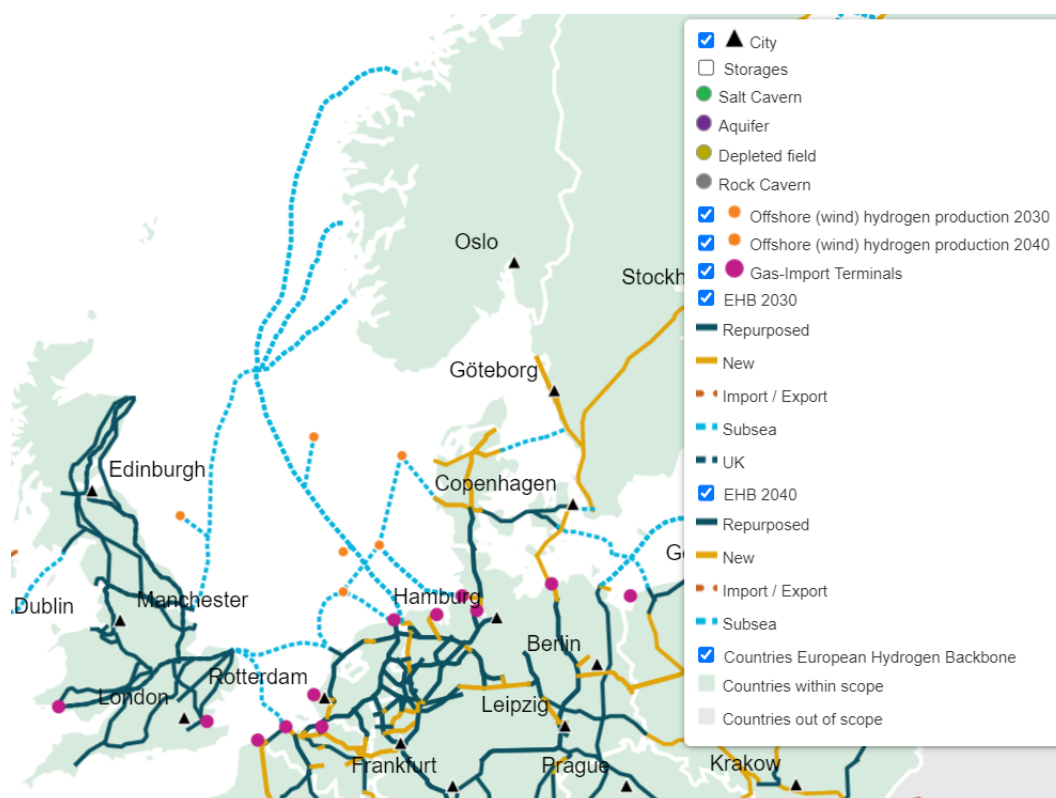 City
Storages
Salt Cavern
Aquifer
Depleted field
Rock Cavern
Offshore (wind) hydrogen production 2030
Offshore (wind) hydrogen production 2040
Gas-Import Terminals
EHB 2030
Repurposed
New
Import / Export
Subsea
UK
EHB 2040
Repurposed
New
Import / Export
Subsea
Countries European Hydrogen Backbone
Countries within scope
Countries out of scope
Oslo
Stockh
Göteborg
Edinburgh
Copenhagen
G
Dublin
Manchester
Hamburg
Berlin
Rotterdam
London
Leipzig
Frankfurt
Prague
Krakow